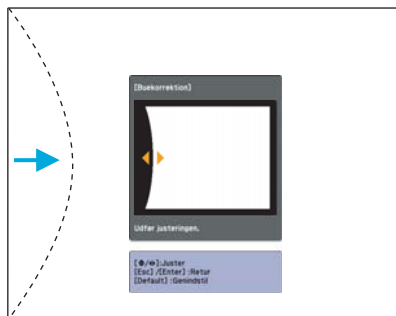 [Buekorrektion]
Udfør justeringen.
[◆/◆]:Juster
[Esc] /[Enter] :Retur
[Default] :Genindstil